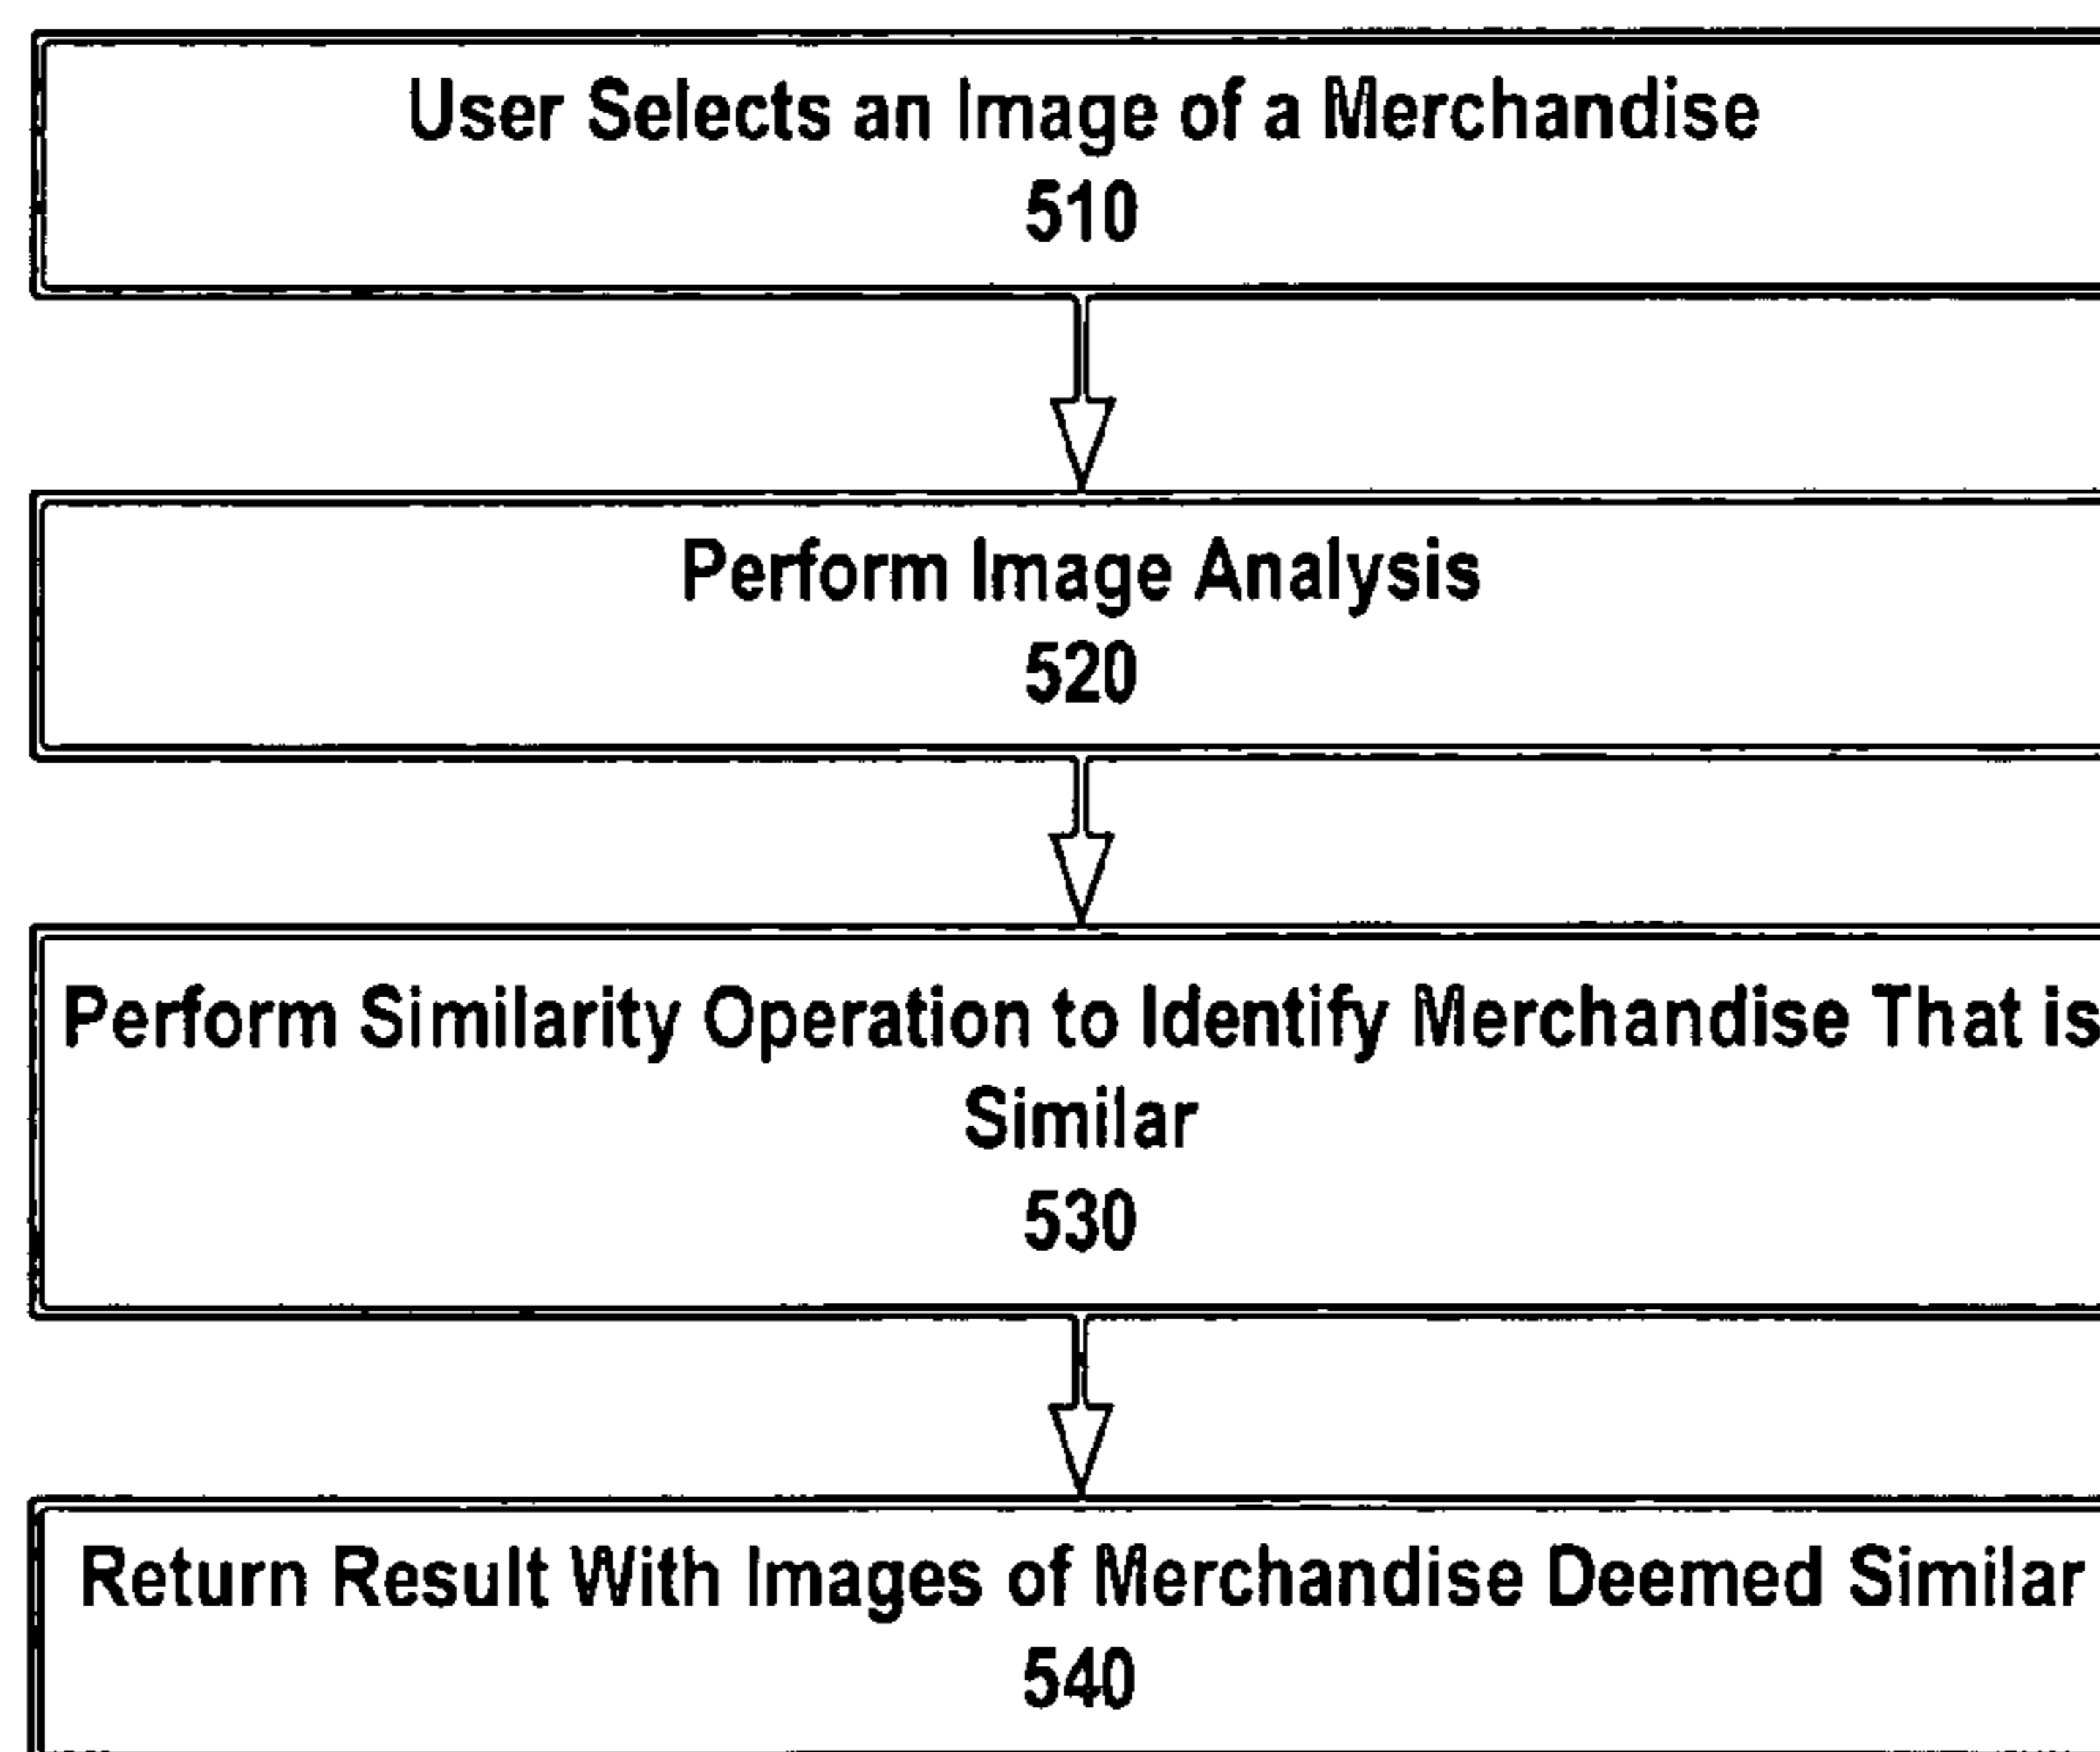 User Selects an Image of a Merchandise
510
Perform Image Analysis
520
Perform Similarity Operation to Identify Merchandise That is
Similar
530
Return Result With Images of Merchandise Deemed Similar
540